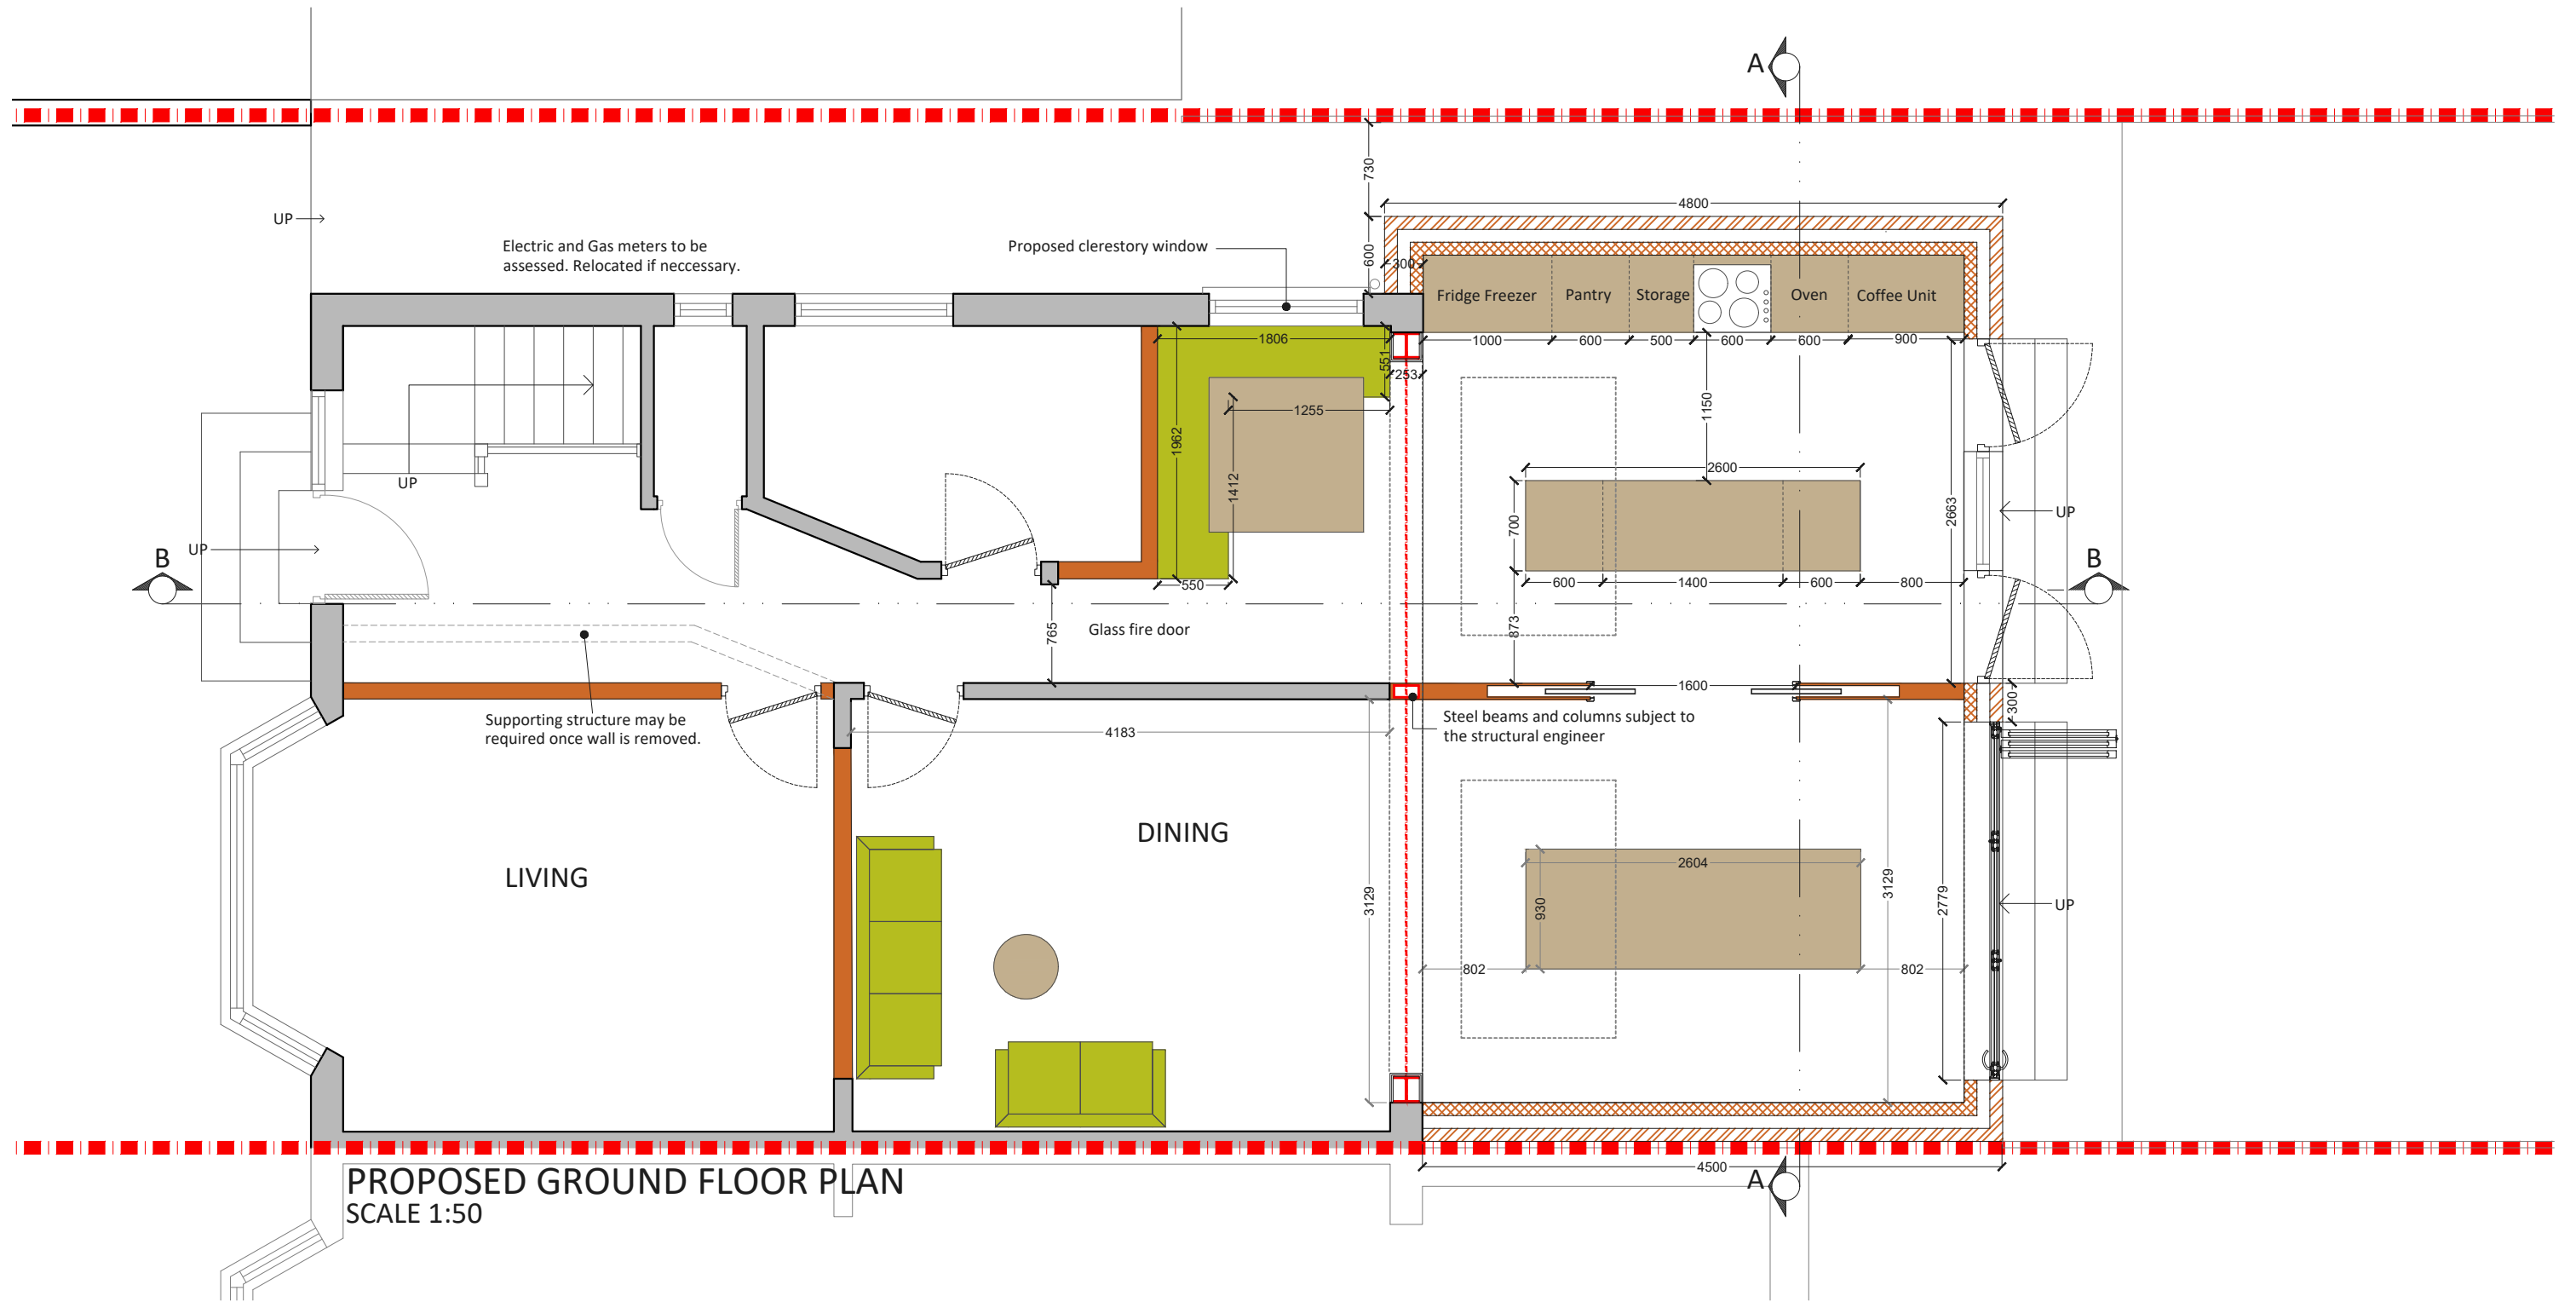 A
730
4800
UP
Electric and Gas meters to be
assessed. Relocated if neccessary.
Proposed clerestory window
600
300
Fridge Freezer
Pantry
Storage
Oven
Coffee Unit
1806
551
253
1000
600
500
600
600
900
1255
1150
1962
1412
2600
UP
700
2663
UP
B
UP
B
550
600
1400
600
800
765
Glass fire door
873
1600
300
Supporting structure may be
required once wall is removed.
4183
Steel beams and columns subject to
the structural engineer
DINING
LIVING
2604
930
3129
3129
2779
UP
802
802
4500
A
PROPOSED GROUND FLOOR PLAN
SCALE 1:50